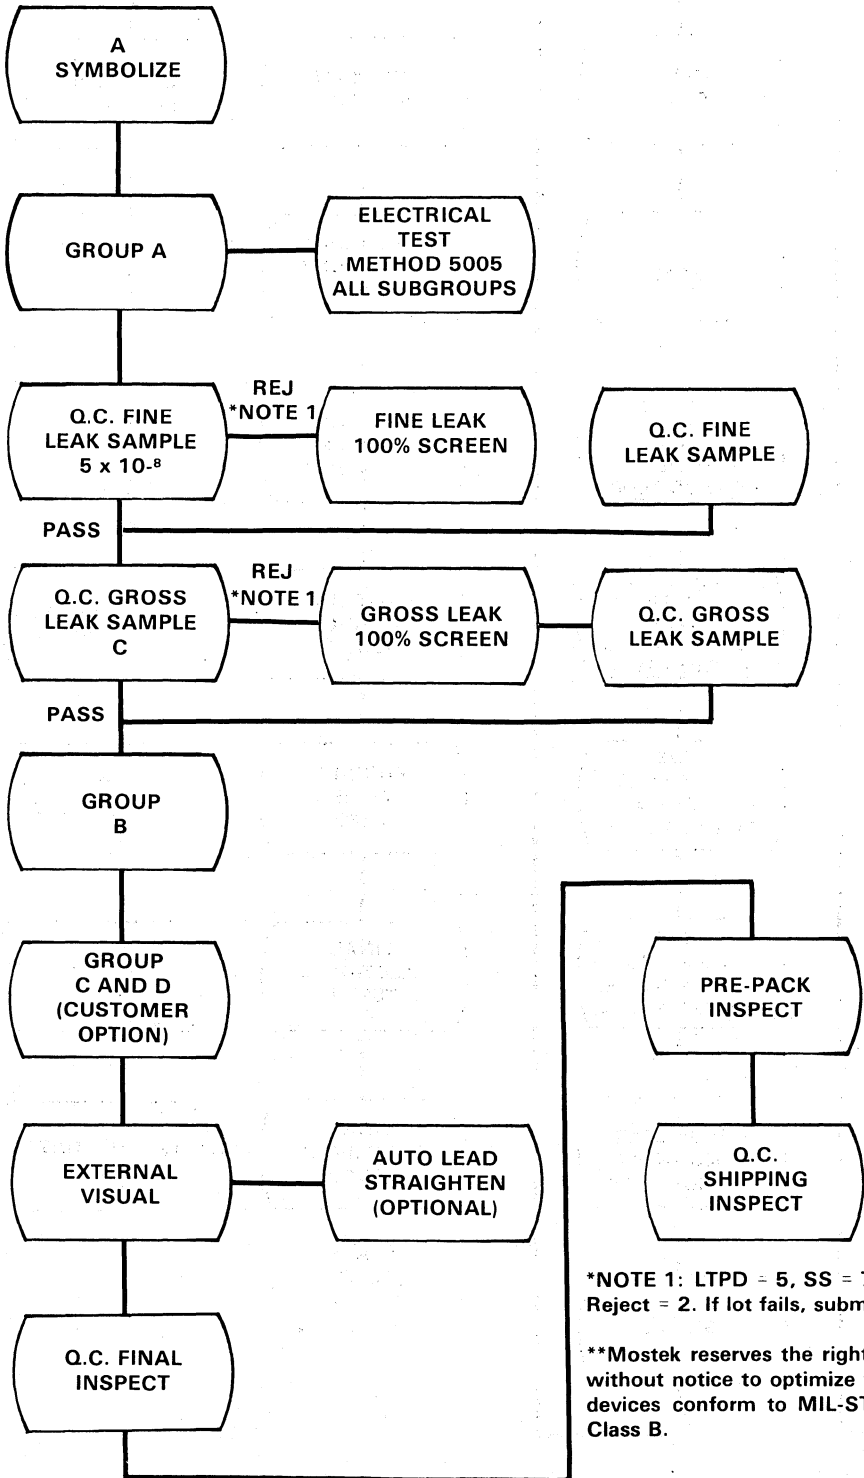 A
SYMBOLIZE
GROUP A
ELECTRICAL
TEST
METHOD 5005
ALL SUBGROUPS
Q.C. FINE
LEAK SAMPLE
5 x 10-⁸
REJ
*NOTE 1
FINE LEAK
100% SCREEN
Q.C. FINE
LEAK SAMPLE
PASS
Q.C. GROSS
LEAK SAMPLE
C
REJ
*NOTE 1
GROSS LEAK
100% SCREEN
Q.C. GROSS
LEAK SAMPLE
PASS
GROUP
B
GROUP
C AND D
(CUSTOMER
OPTION)
EXTERNAL
VISUAL
AUTO LEAD
STRAIGHTEN
(OPTIONAL)
Q.C. FINAL
INSPECT
PRE-PACK
INSPECT
Q.C.
SHIPPING
INSPECT
*NOTE 1: LTPD = 5, SS =
Reject = 2. If lot fails,
**Mostek reserves the right
without notice to optimize
devices conform to
Class B.